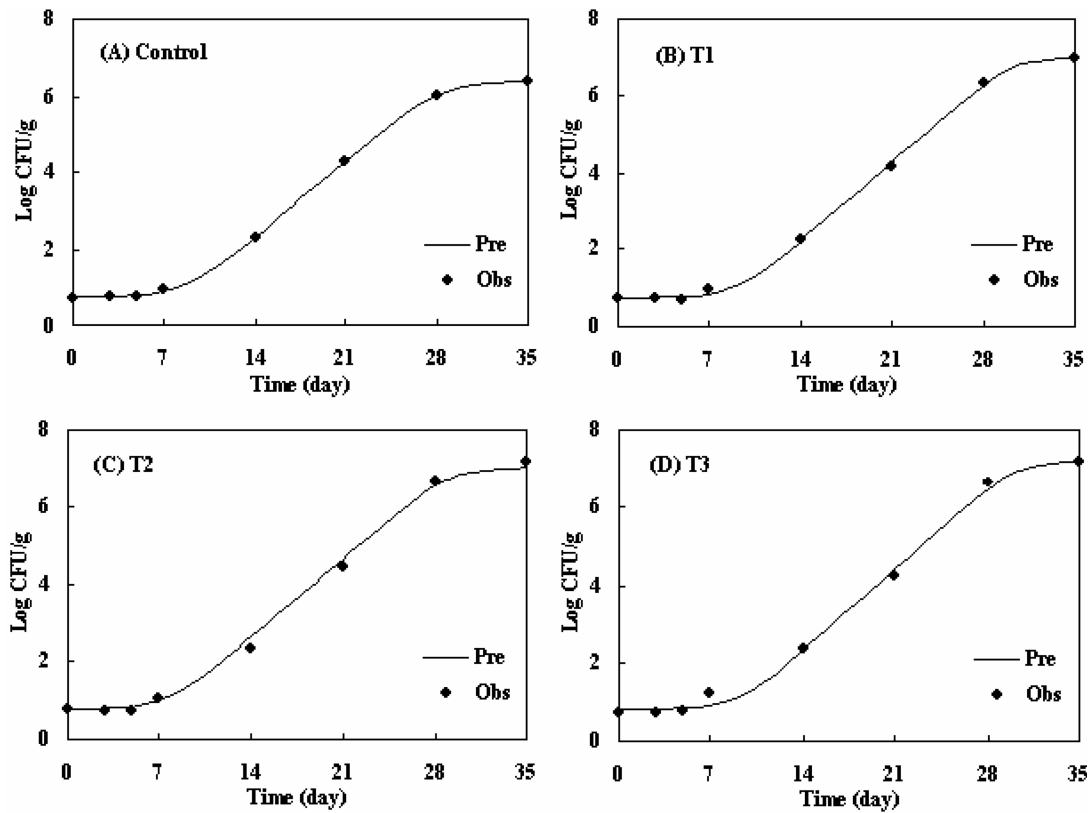 8
(A) Control
6
4
2
0
Log CFU/g
Pre
Obs
0 7 14 21 28 35
Time (day)
8
(B) T1
6
4
2
0
Log CFU/g
Pre
Obs
0 7 14 21 28 35
Time (day)
8
(C) T2
6
4
2
0
Log CFU/g
Pre
Obs
0 7 14 21 28 35
Time (day)
8
(D) T3
6
4
2
0
Log CFU/g
Pre
Obs
0 7 14 21 28 35
Time (day)